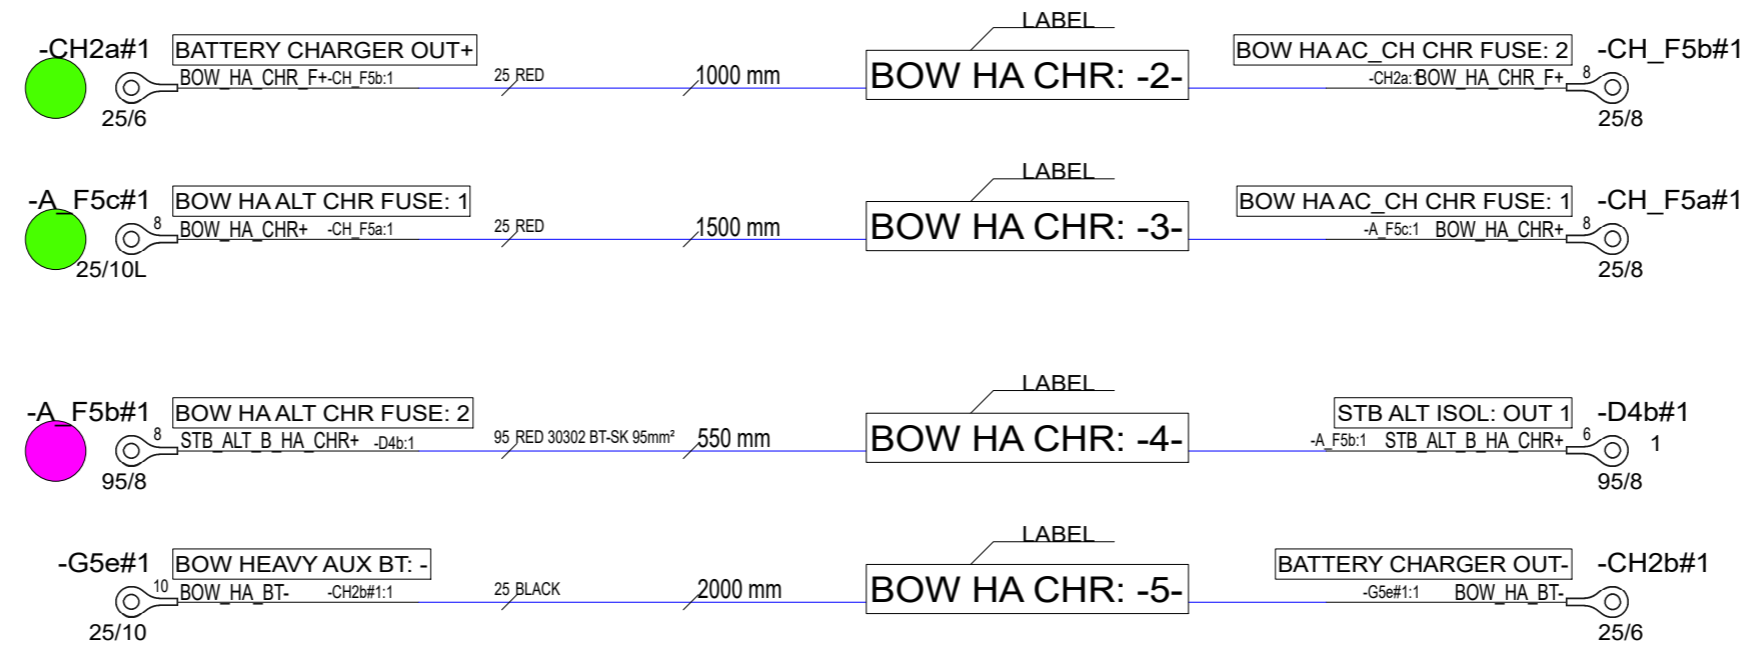 LABEL
-CH2a#1 BATTERY CHARGER OUT+ BOW HA AC_CH CHR FUSE: 2 -CH_F5b#1
BOW_HA_CHR_F+ -CH_F5b:1 25 RED 1000 mm BOW HA CHR: -2- -CH2a:1 BOW_HA_CHR_F+ 8
25/6 25/8
LABEL
-A_F5c#1 BOW HA ALT CHR FUSE: 1 BOW HA AC_CH CHR FUSE: 1 -CH_F5a#1
8 BOW_HA_CHR+ -CH_F5a:1 25 RED 1500 mm BOW HA CHR: -3- -A_F5c:1 BOW_HA_CHR+ 8
25/10L 25/8
LABEL
-A_F5b#1 BOW HA ALT CHR FUSE: 2 STB ALT ISOL: OUT 1 -D4b#1
8 STB_ALT_B_HA_CHR+ -D4b:1 95 RED 30302 BT-SK 95mm² 550 mm BOW HA CHR: -4- -A_F5b:1 STB_ALT_B_HA_CHR+ 6 1
95/8 95/8
LABEL
-G5e#1 BOW HEAVY AUX BT: - BATTERY CHARGER OUT- -CH2b#1
10 BOW_HA_BT- -CH2b#1:1 25 BLACK 2000 mm BOW HA CHR: -5- -G5e#1:1 BOW_HA_BT-
25/10 25/6